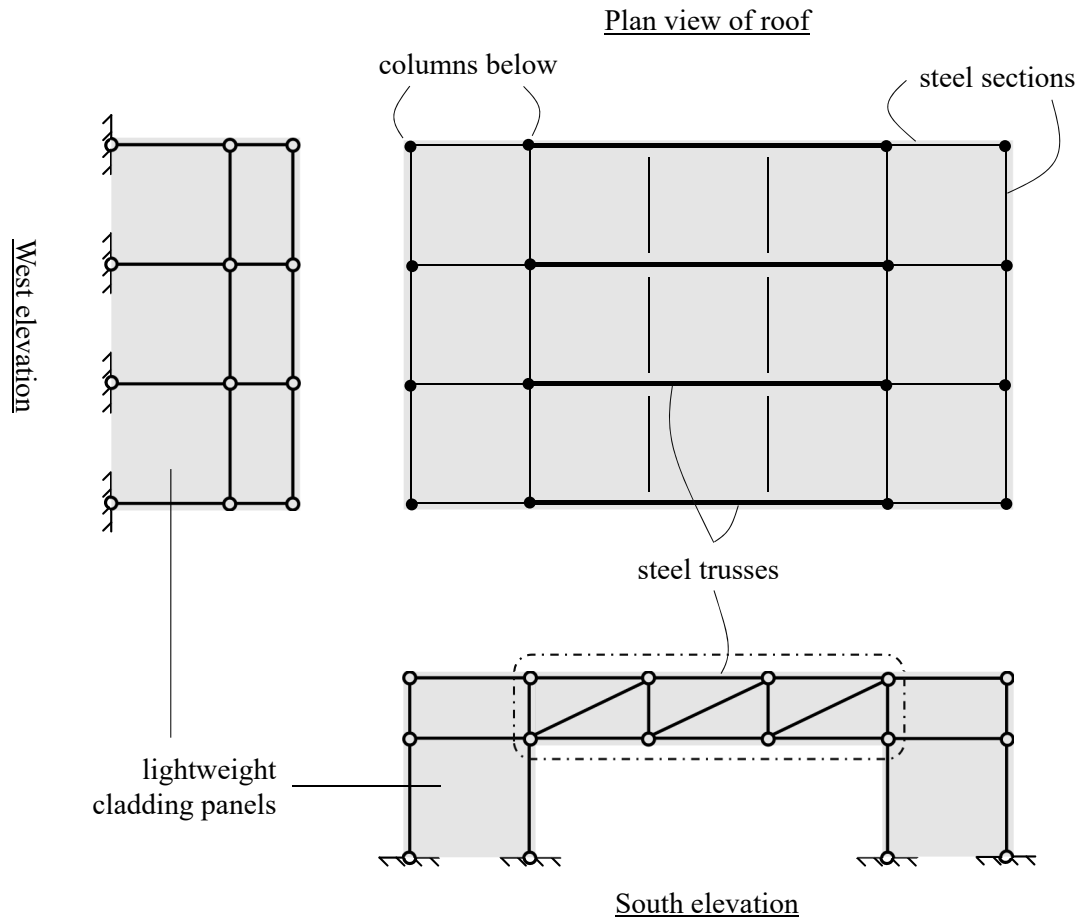 Plan view of roof
columns below
steel sections
West elevation
steel trusses
lightweight
cladding panels
South elevation